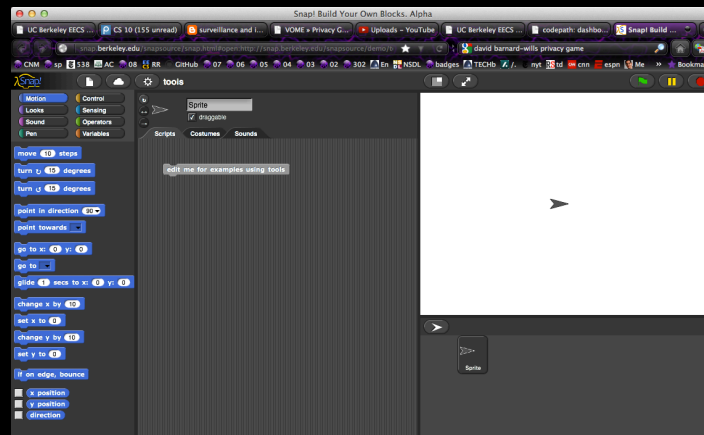 Snap! Build Your Own Blocks. Alpha
UC Berkeley EECS ... CS 10 (155 unread) surveillance and i... VOME » Privacy G... Uploads – YouTube UC Berkeley EECS ... codepath: dashbo... Snap! Build ...
snap.berkeley.edu/snapsource/snap.html#open:http://snap.berkeley.edu/snapsource/demo/ david barnard-wills privacy game
CNM sp 538 AC 08 RR GitHub 07 06 05 04 03 02 302 En NSDL badges TECHb /. nyt td cnn espn Me » Bookma
Snap! tools
Motion Control
Looks Sensing
Sound Operators
Pen Variables
Sprite
draggable
Scripts Costumes Sounds
move 10 steps
turn 15 degrees
turn 15 degrees
point in direction 90
point towards
go to x: 0 y: 0
go to
glide 1 secs to x: 0 y: 0
change x by 10
set x to 0
change y by 10
set y to 0
if on edge, bounce
x position
y position
direction
edit me for examples using tools
Sprite